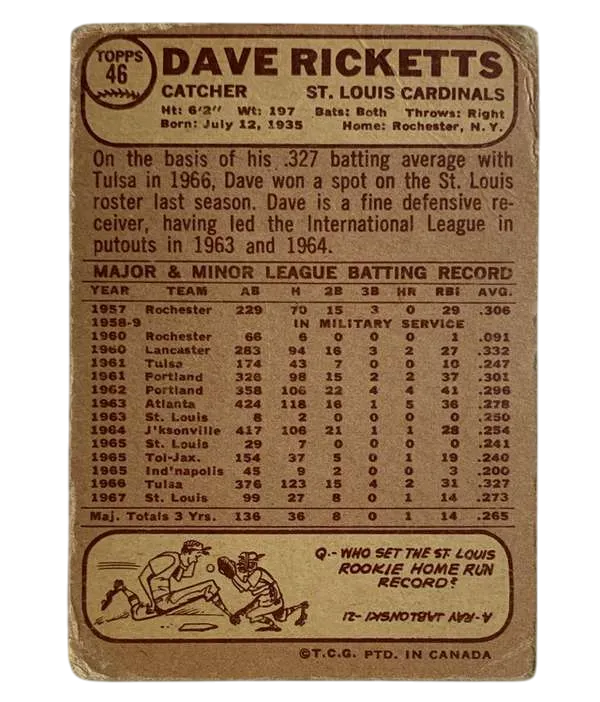 TOPPS
46
DAVE RICKETTS
CATCHER ST. LOUIS CARDINALS
Ht: 6'2" Wt: 197 Bats: Both Throws: Right
Born: July 12, 1935 Home: Rochester, N.Y.
On the basis of his .327 batting average with
Tulsa in 1966, Dave won a spot on the St. Louis
roster last season. Dave is a fine defensive re-
ceiver, having led the International League in
putouts in 1963 and 1964.
MAJOR & MINOR LEAGUE BATTING RECORD
YEAR TEAM AB H 2B 3B HR RBI AVG.
1957 Rochester 229 70 15 3 0 29 .306
1958-9 IN MILITARY SERVICE
1960 Rochester 66 6 0 0 0 1 .091
1960 Lancaster 283 94 16 3 2 27 .332
1961 Tulsa 174 43 7 0 0 10 .247
1961 Portland 326 98 15 2 2 37 .301
1962 Portland 358 106 22 4 4 41 .296
1963 Atlanta 424 118 16 1 5 36 .278
1963 St. Louis 8 2 0 0 0 0 .250
1964 J'ksonville 417 106 21 1 1 28 .254
1965 St. Louis 29 7 0 0 0 0 .241
1965 Tol-Jax. 154 37 5 0 1 19 .240
1965 Ind'napolis 45 9 2 0 0 3 .200
1966 Tulsa 376 123 15 4 2 31 .327
1967 St. Louis 99 27 8 0 1 14 .273
Maj. Totals 3 Yrs. 136 36 8 0 1 14 .265
Q.- WHO SET THE ST. LOUIS
ROOKIE HOME RUN
RECORD?
A- RAY JABLONSKI - 21
©T.C.G. PTD. IN CANADA